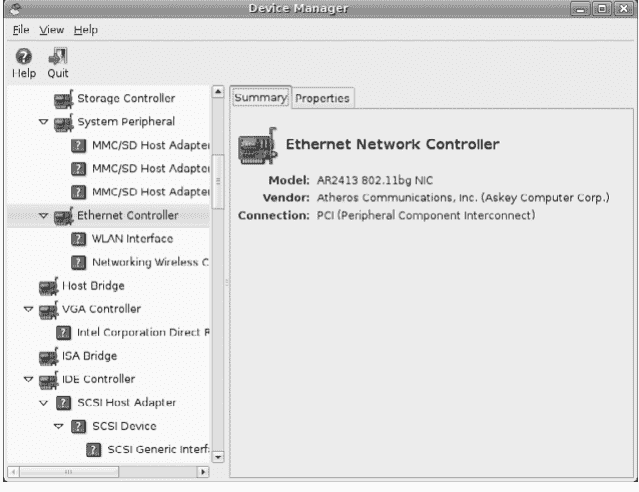 Device Manager
File View Help
Help Quit
Storage Controller
System Peripheral
MMC/SD Host Adapter
MMC/SD Host Adapter
MMC/SD Host Adapter
Ethernet Controller
WLAN Interface
Networking Wireless C
Host Bridge
VGA Controller
Intel Corporation Direct R
ISA Bridge
IDE Controller
SCSI Host Adapter
SCSI Device
SCSI Generic Interf
Summary Properties
Ethernet Network Controller
Model: AR2413 802.11bg NIC
Vendor: Atheros Communications, Inc. (Askey Computer Corp.)
Connection: PCI (Peripheral Component Interconnect)